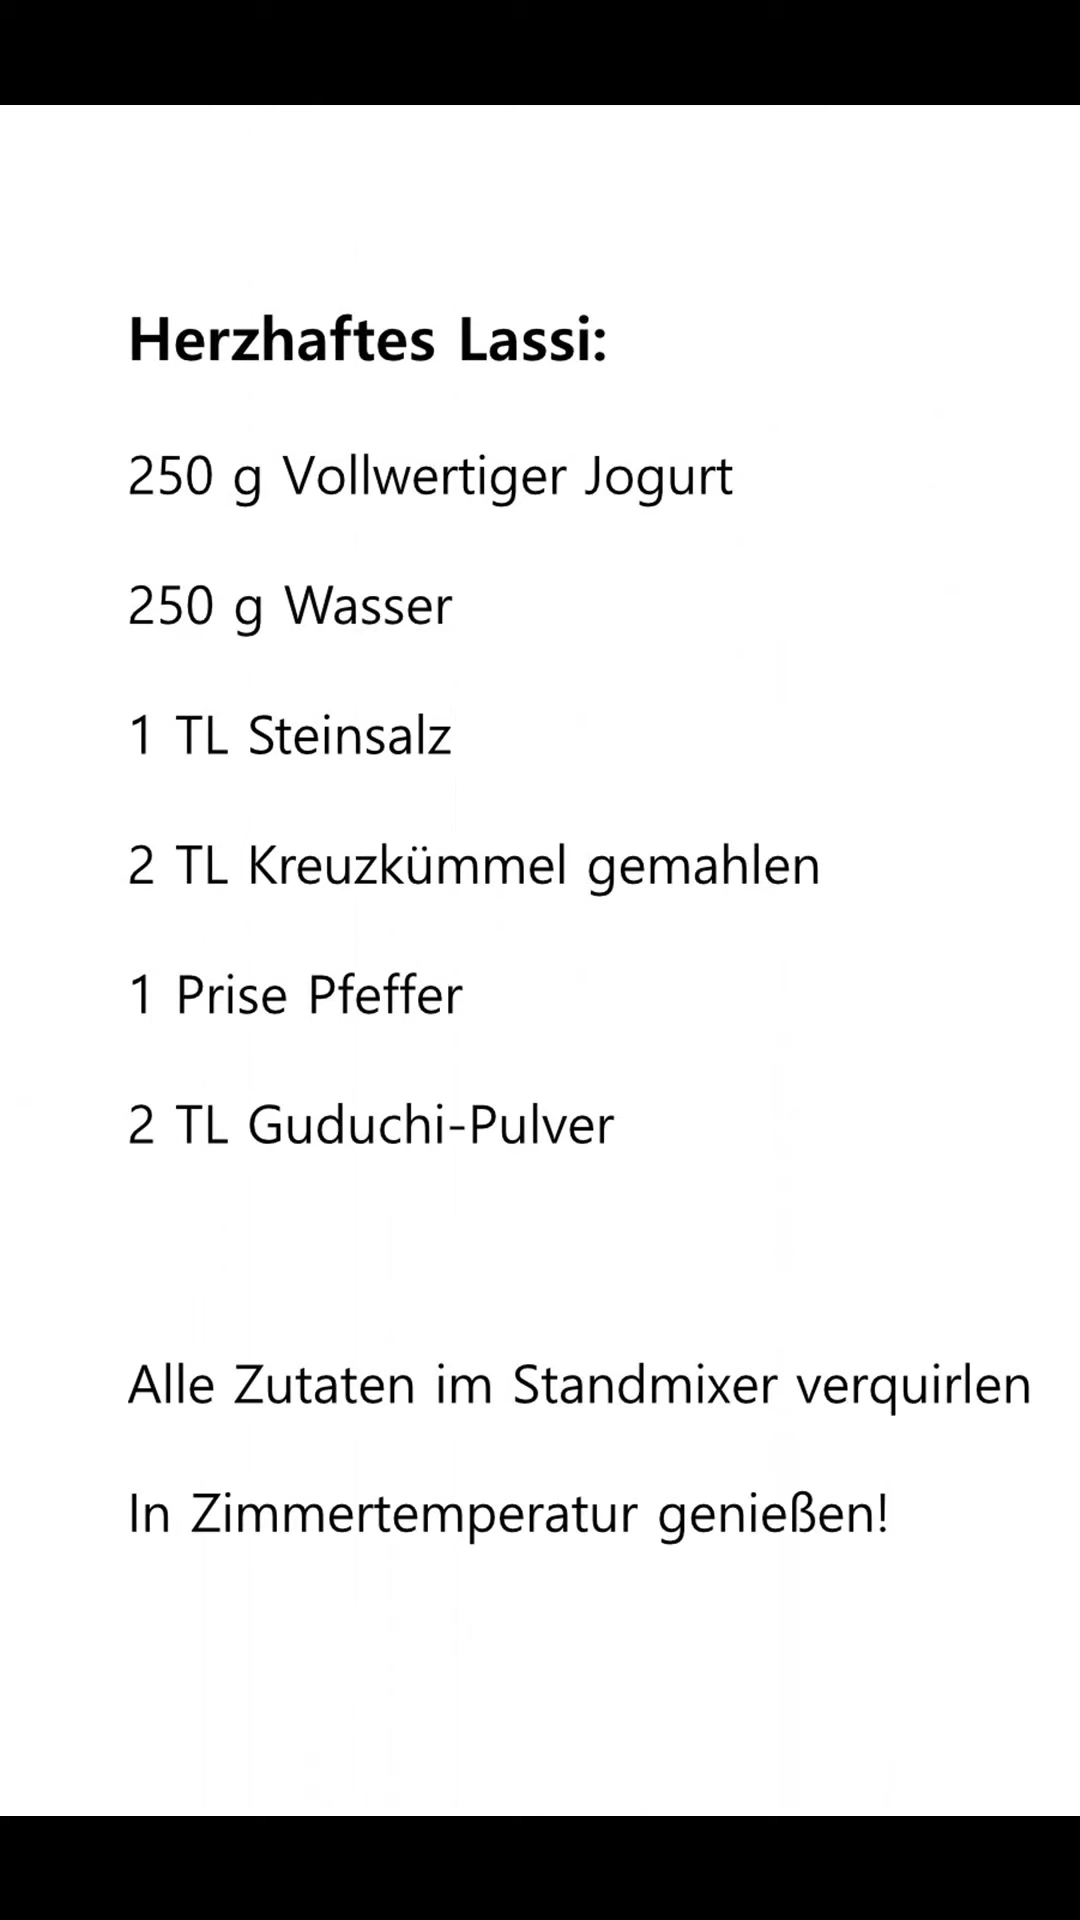 Herzhaftes Lassi:
250 g Vollwertiger Jogurt
250 g Wasser
1 TL Steinsalz
2 TL Kreuzkümmel gemahlen
1 Prise Pfeffer
2 TL Guduchi-Pulver
Alle Zutaten im Standmixer verquirlen
In Zimmertemperatur genießen!